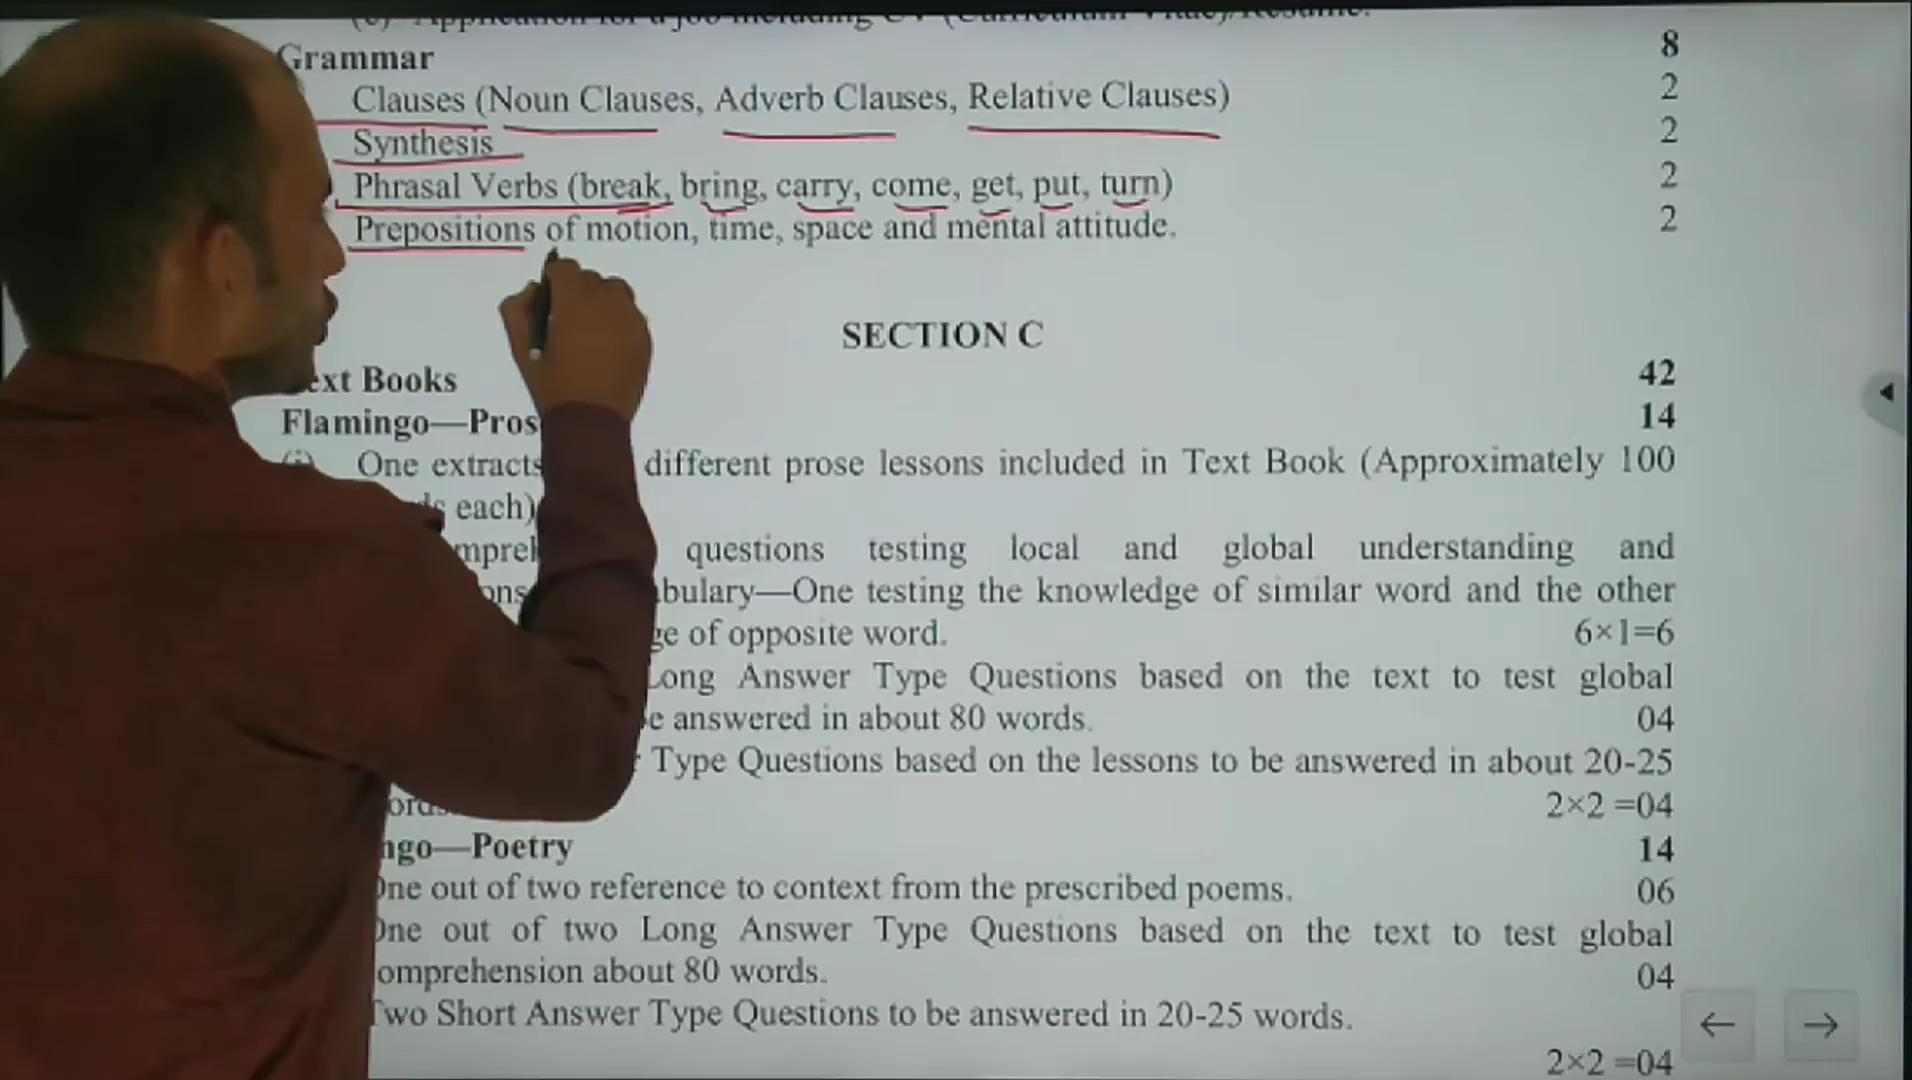 Grammar 8
Clauses (Noun Clauses, Adverb Clauses, Relative Clauses) 2
Synthesis 2
Phrasal Verbs (break, bring, carry, come, get, put, turn) 2
Prepositions of motion, time, space and mental attitude. 2
SECTION C
Text Books 42
Flamingo—Pros 14
(i) One extracts different prose lessons included in Text Book (Approximately 100
each)
questions testing local and global understanding and
bulary—One testing the knowledge of similar word and the other
ge of opposite word. 6×1=6
Long Answer Type Questions based on the text to test global
e answered in about 80 words. 04
Type Questions based on the lessons to be answered in about 20-25
2×2 =04
ngo—Poetry 14
One out of two reference to context from the prescribed poems. 06
One out of two Long Answer Type Questions based on the text to test global
omprehension about 80 words. 04
Two Short Answer Type Questions to be answered in 20-25 words.
2×2 =04